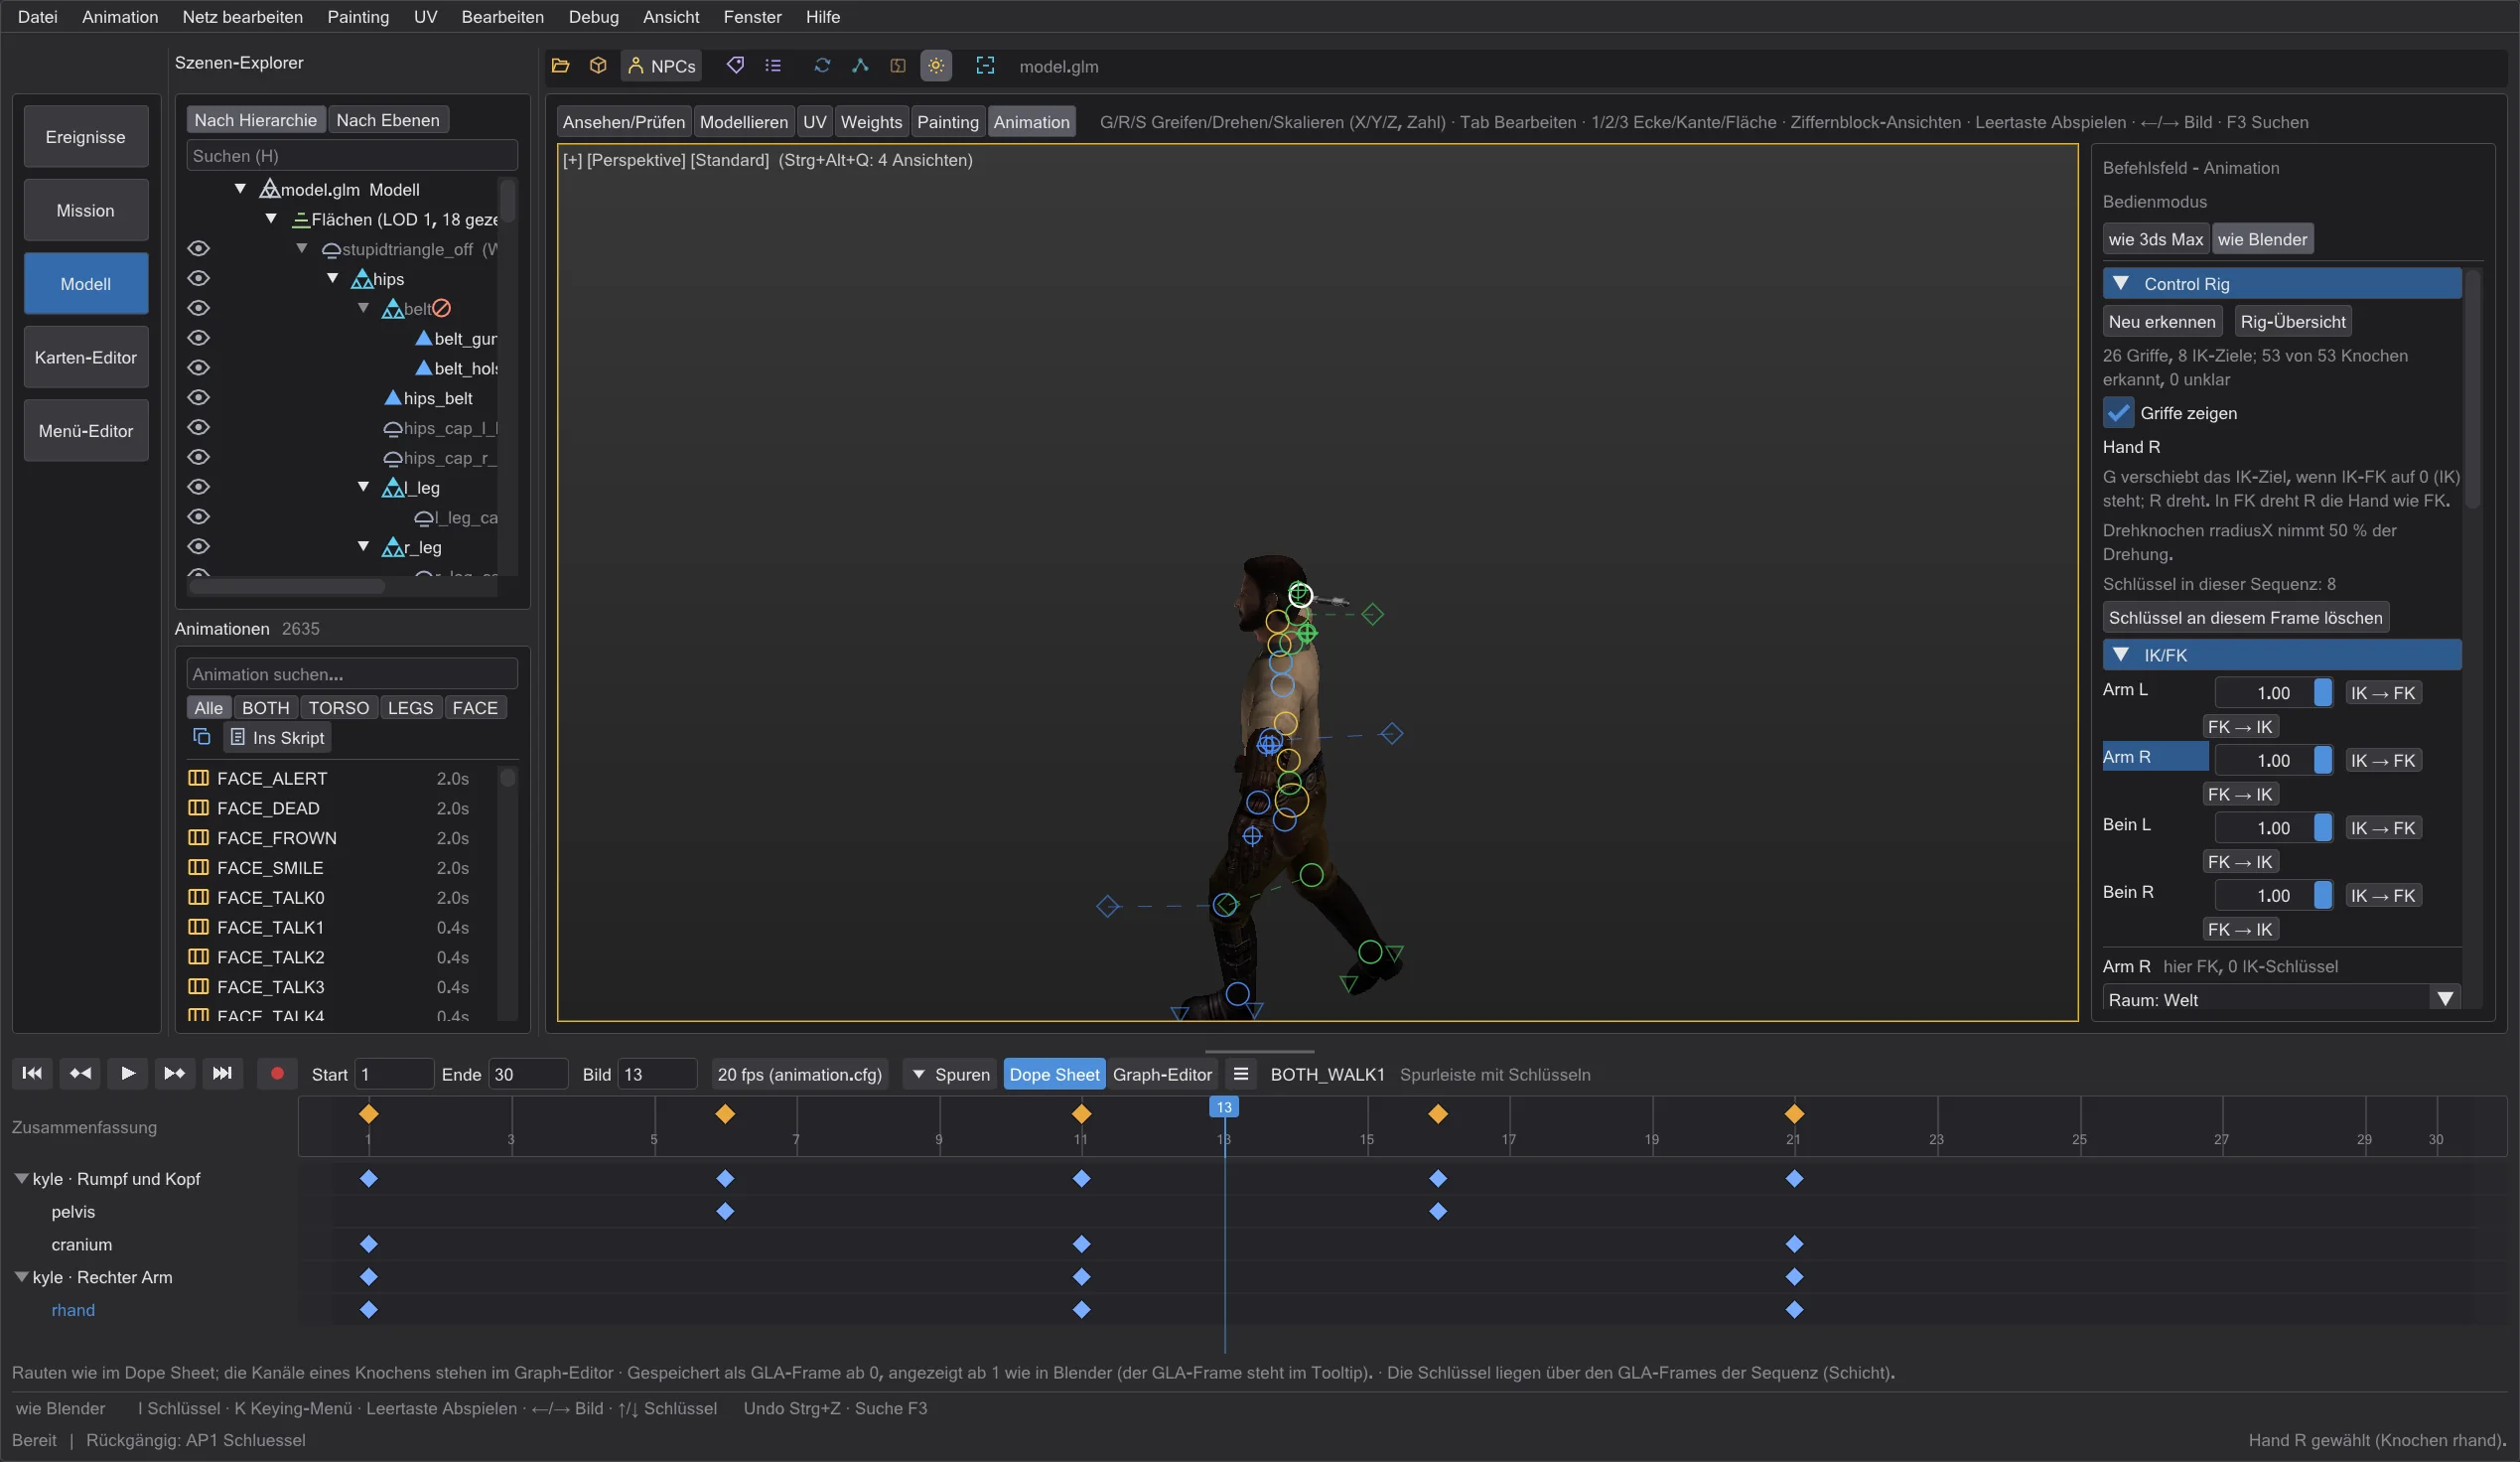 Datei Animation Netz bearbeiten Painting UV Bearbeiten Debug Ansicht Fenster Hilfe
Szenen-Explorer
NPCs model.glm
Ereignisse
Mission
Modell
Karten-Editor
Menü-Editor
Nach Hierarchie Nach Ebenen
Suchen (H)
model.glm Modell
Flächen (LOD 1, 18 geze
stupidtriangle_off (W
hips
belt
belt_gun
belt_hols
hips_belt
hips_cap_l_l
hips_cap_r_
l_leg
l_leg_ca
r_leg
Animationen 2635
Animation suchen...
Alle BOTH TORSO LEGS FACE
Ins Skript
FACE_ALERT 2.0s
FACE_DEAD 2.0s
FACE_FROWN 2.0s
FACE_SMILE 2.0s
FACE_TALK0 2.0s
FACE_TALK1 0.4s
FACE_TALK2 0.4s
FACE_TALK3 0.4s
FACE_TALK4 0.4s
Ansehen/Prüfen Modellieren UV Weights Painting Animation G/R/S Greifen/Drehen/Skalieren (X/Y/Z, Zahl) · Tab Bearbeiten · 1/2/3 Ecke/Kante/Fläche · Ziffernblock-Ansichten · Leertaste Abspielen · ←/→ Bild · F3 Suchen
[+] [Perspektive] [Standard] (Strg+Alt+Q: 4 Ansichten)
Befehlsfeld - Animation
Bedienmodus
wie 3ds Max wie Blender
Control Rig
Neu erkennen Rig-Übersicht
26 Griffe, 8 IK-Ziele; 53 von 53 Knochen
erkannt, 0 unklar
Griffe zeigen
Hand R
G verschiebt das IK-Ziel, wenn IK-FK auf 0 (IK)
steht; R dreht. In FK dreht R die Hand wie FK.
Drehknochen rradiusX nimmt 50 % der
Drehung.
Schlüssel in dieser Sequenz: 8
Schlüssel an diesem Frame löschen
IK/FK
Arm L 1.00 IK → FK
FK → IK
Arm R 1.00 IK → FK
FK → IK
Bein L 1.00 IK → FK
FK → IK
Bein R 1.00 IK → FK
FK → IK
Arm R hier FK, 0 IK-Schlüssel
Raum: Welt
Start 1 Ende 30 Bild 13 20 fps (animation.cfg) Spuren Dope Sheet Graph-Editor BOTH_WALK1 Spurleiste mit Schlüsseln
13
Zusammenfassung
1 3 5 7 9 11 13 15 17 19 21 23 25 27 29 30
kyle · Rumpf und Kopf
pelvis
cranium
kyle · Rechter Arm
rhand
Rauten wie im Dope Sheet; die Kanäle eines Knochens stehen im Graph-Editor · Gespeichert als GLA-Frame ab 0, angezeigt ab 1 wie in Blender (der GLA-Frame steht im Tooltip). · Die Schlüssel liegen über den GLA-Frames der Sequenz (Schicht).
wie Blender I Schlüssel · K Keying-Menü · Leertaste Abspielen · ←/→ Bild · ↑/↓ Schlüssel Undo Strg+Z · Suche F3
Bereit | Rückgängig: AP1 Schluessel
Hand R gewählt (Knochen rhand).